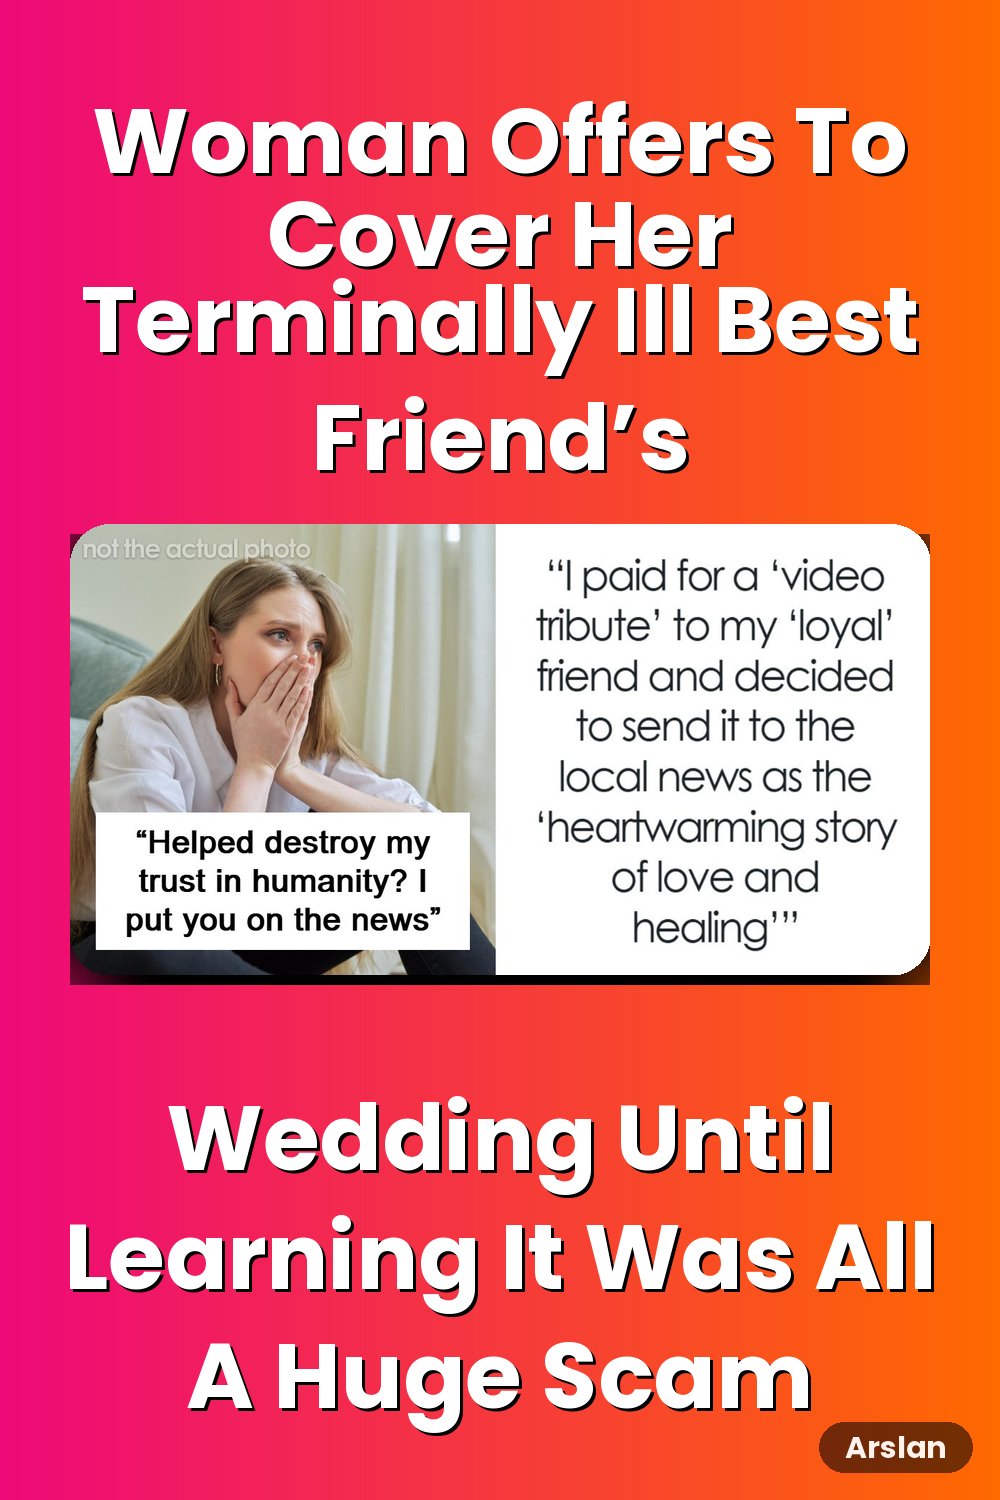 Woman Offers To
Cover Her
Terminally Ill Best
Friend’s
not the actual photo
“Helped destroy my
trust in humanity? I
put you on the news”
“I paid for a ‘video
tribute’ to my ‘loyal’
friend and decided
to send it to the
local news as the
‘heartwarming story
of love and
healing’”
Wedding Until
Learning It Was All
A Huge Scam
Arslan